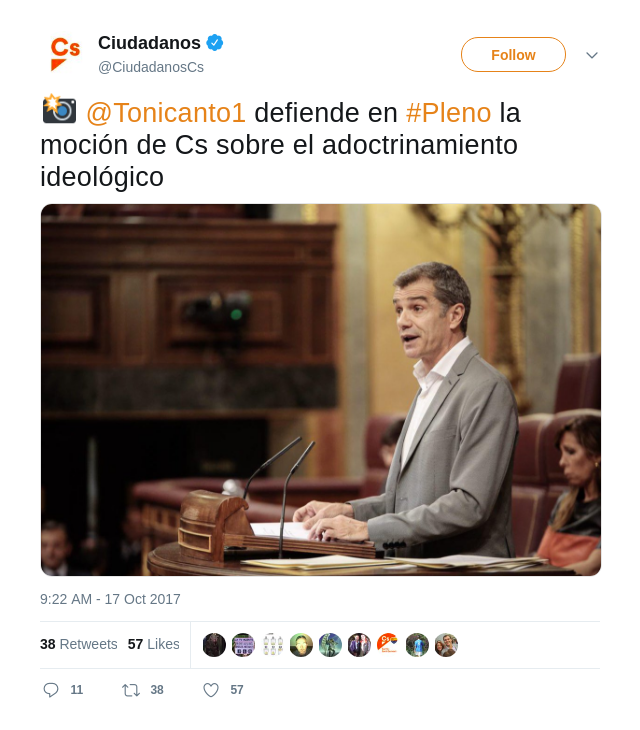 Cs
Ciudadanos
@CiudadanosCs
Follow
@Tonicanto1 defiende en #Pleno la
moción de Cs sobre el adoctrinamiento
ideológico
9:22 AM - 17 Oct 2017
38 Retweets 57 Likes
11 38 57